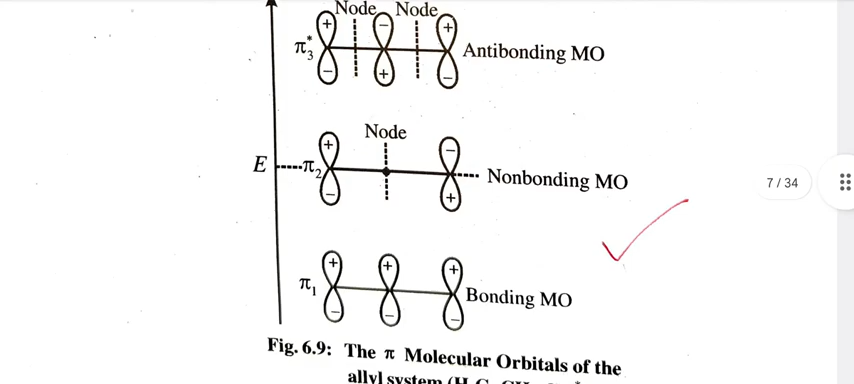 Node Node
+ − +
π₃* Antibonding MO
− + −
Node
+ −
E π₂ Nonbonding MO
− +
7 / 34
+ + +
π₁ Bonding MO
− − −
Fig. 6.9: The π Molecular Orbitals of the
allyl system